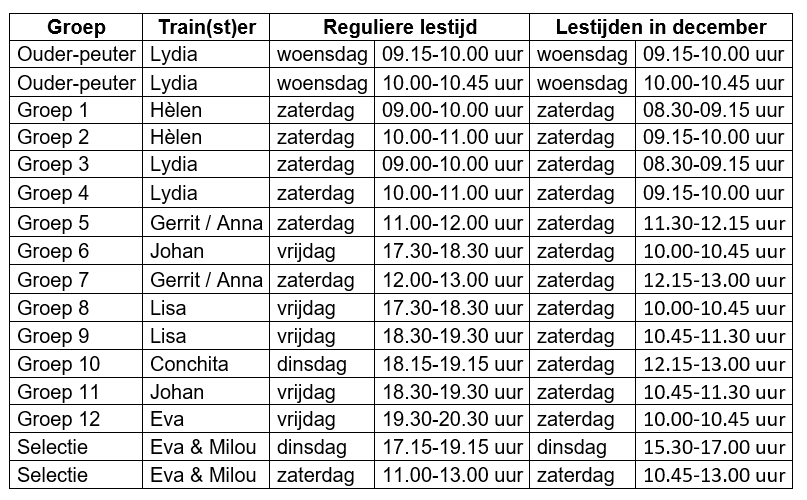 Groep Train(st)er Reguliere lestijd Lestijden in december
Ouder-peuter Lydia woensdag 09.15-10.00 uur woensdag 09.15-10.00 uur
Ouder-peuter Lydia woensdag 10.00-10.45 uur woensdag 10.00-10.45 uur
Groep 1 Hèlen zaterdag 09.00-10.00 uur zaterdag 08.30-09.15 uur
Groep 2 Hèlen zaterdag 10.00-11.00 uur zaterdag 09.15-10.00 uur
Groep 3 Lydia zaterdag 09.00-10.00 uur zaterdag 08.30-09.15 uur
Groep 4 Lydia zaterdag 10.00-11.00 uur zaterdag 09.15-10.00 uur
Groep 5 Gerrit / Anna zaterdag 11.00-12.00 uur zaterdag 11.30-12.15 uur
Groep 6 Johan vrijdag 17.30-18.30 uur zaterdag 10.00-10.45 uur
Groep 7 Gerrit / Anna zaterdag 12.00-13.00 uur zaterdag 12.15-13.00 uur
Groep 8 Lisa vrijdag 17.30-18.30 uur zaterdag 10.00-10.45 uur
Groep 9 Lisa vrijdag 18.30-19.30 uur zaterdag 10.45-11.30 uur
Groep 10 Conchita dinsdag 18.15-19.15 uur zaterdag 12.15-13.00 uur
Groep 11 Johan vrijdag 18.30-19.30 uur zaterdag 10.45-11.30 uur
Groep 12 Eva vrijdag 19.30-20.30 uur zaterdag 10.00-10.45 uur
Selectie Eva & Milou dinsdag 17.15-19.15 uur dinsdag 15.30-17.00 uur
Selectie Eva & Milou zaterdag 11.00-13.00 uur zaterdag 10.45-13.00 uur